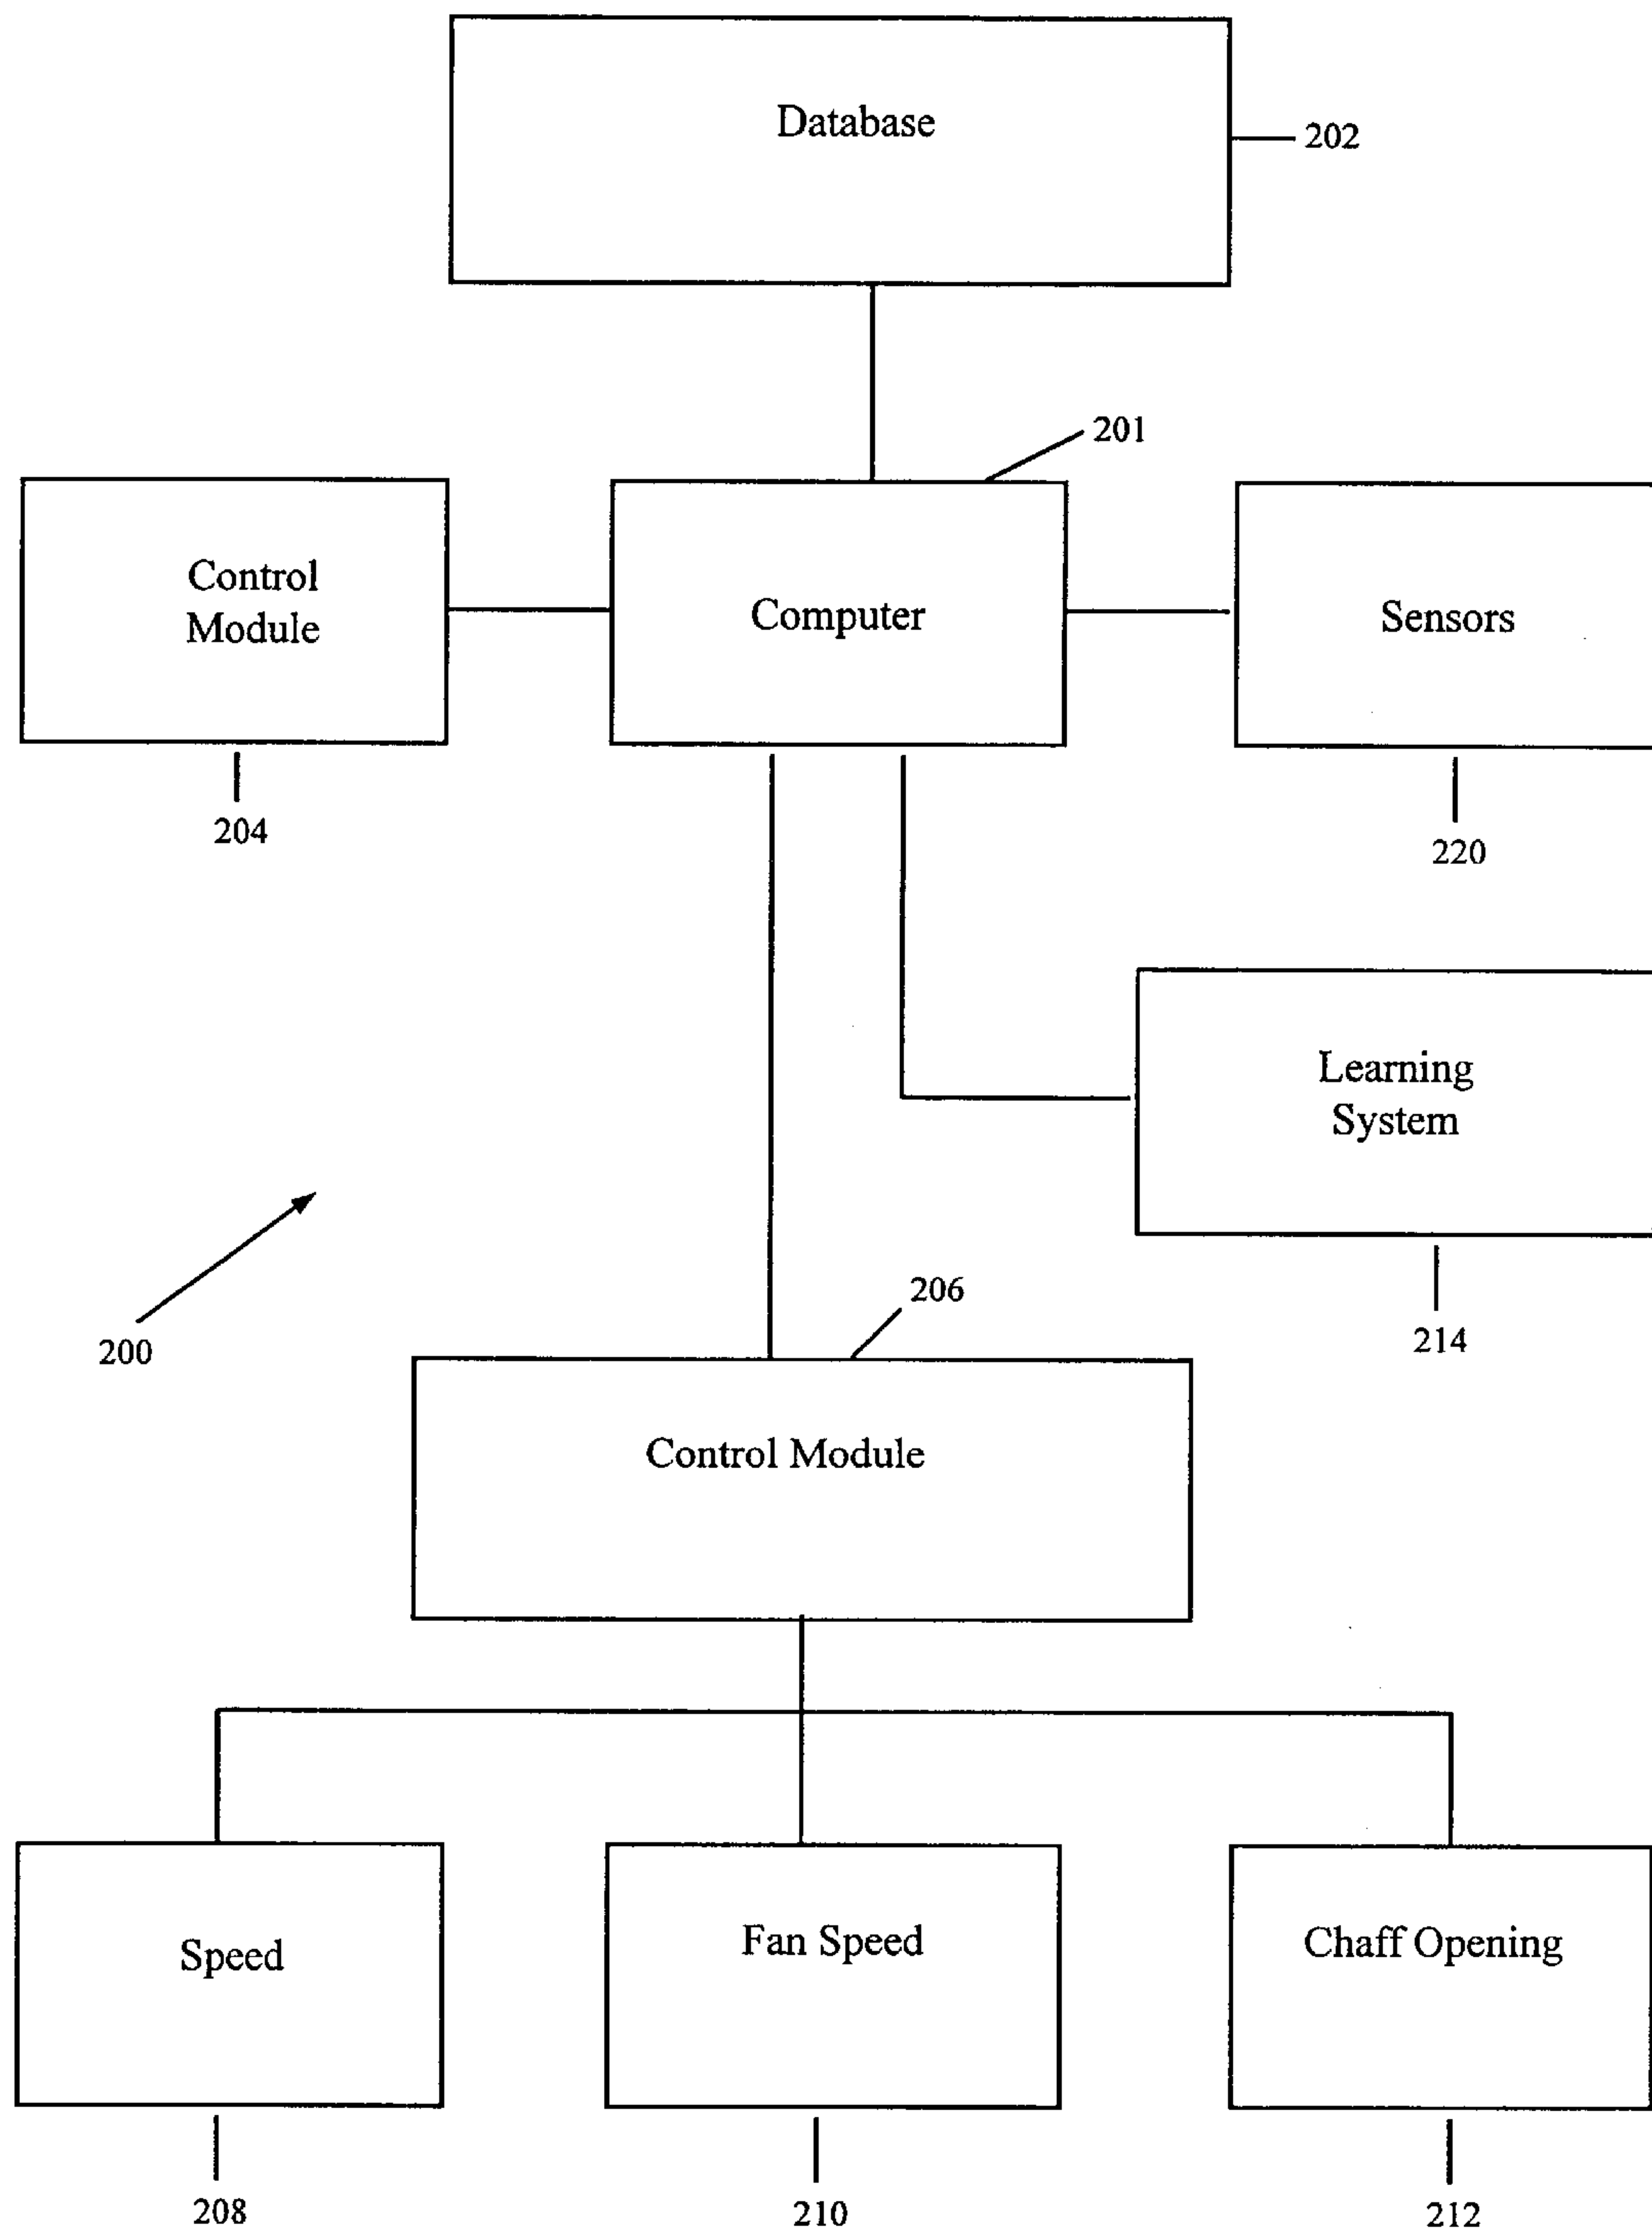 Database
202
201
Control
Module
Computer
Sensors
204
220
Learning
System
200
206
214
Control Module
Speed
Fan Speed
Chaff Opening
208
210
212